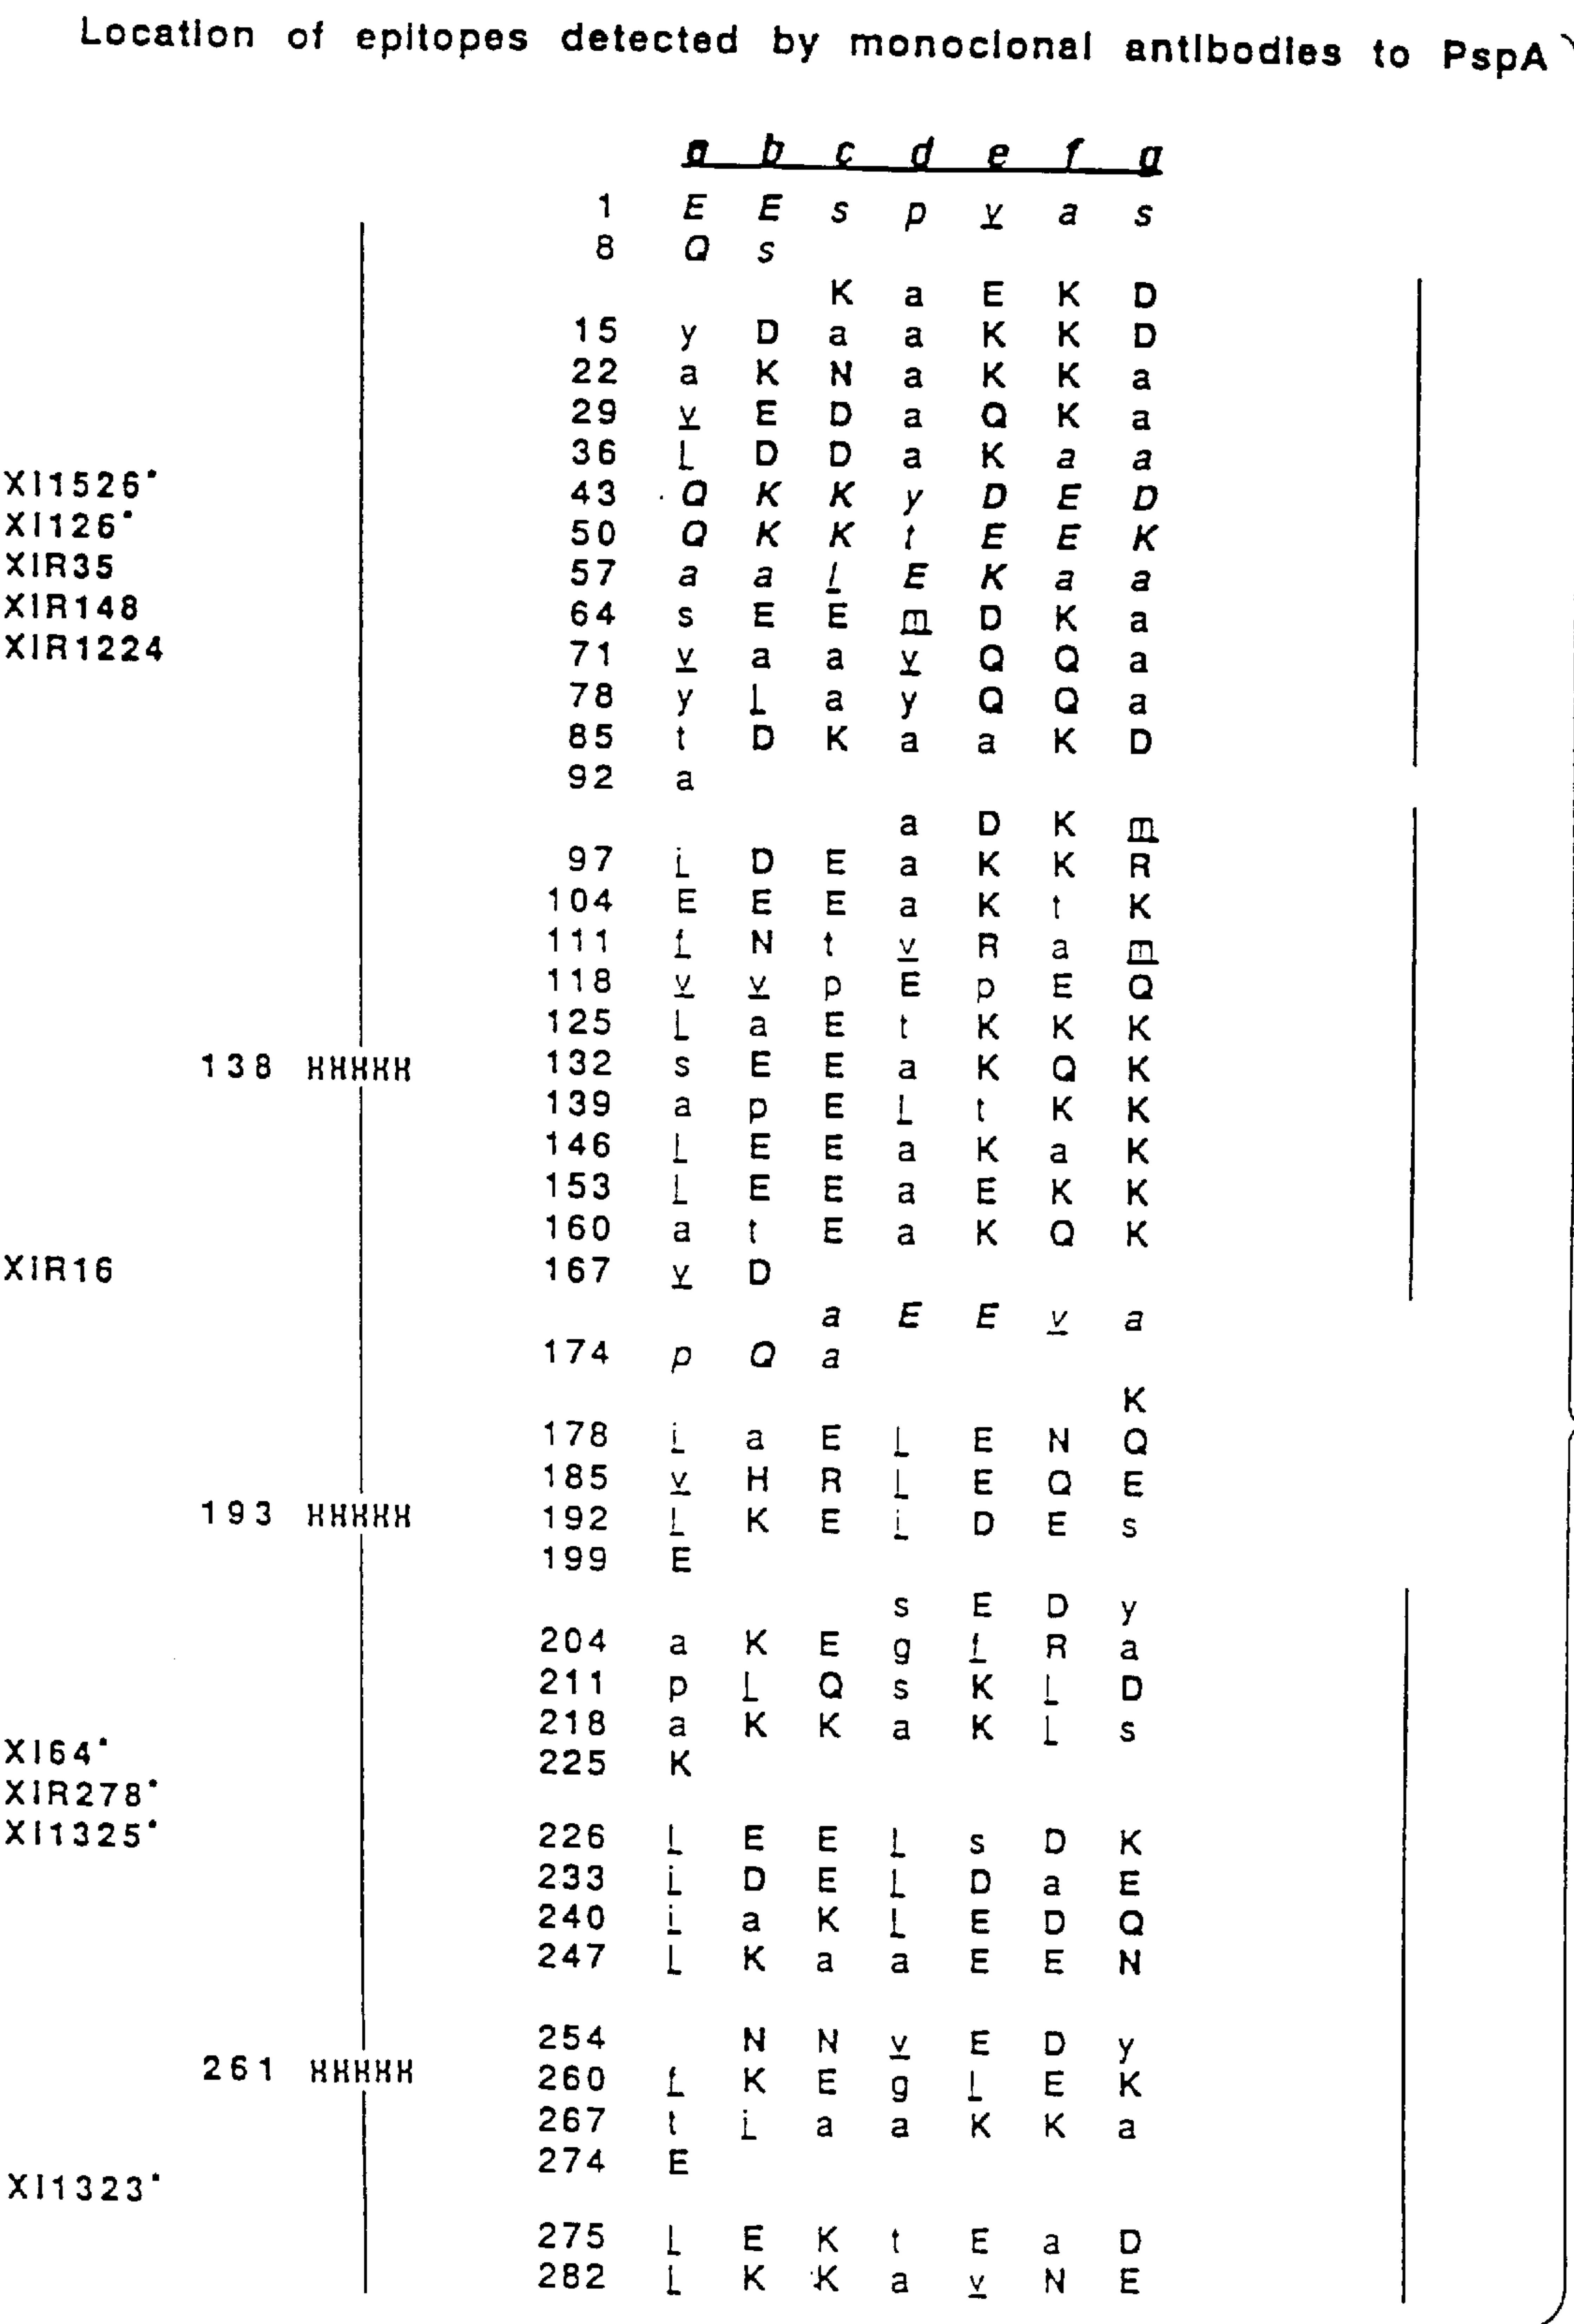 Location of epitopes detected by monoclonal antibodies to PspA
a b c d e f g
1 E E s p v a s
8 Q s
K a E K D
15 y D a a K K D
22 a K N a K K a
29 v E D a Q K a
36 L D D a K a a
XI1526* 43 Q K K y D E D
XI126* 50 Q K K t E E K
XIR35 57 a a L E K a a
XIR148 64 s E E m D K a
XIR1224 71 v a a v Q Q a
78 y L a y Q Q a
85 t D K a a K D
92 a
a D K m
97 i D E a K K R
104 E E E a K t K
111 f N t v R a m
118 v v p E p E Q
125 L a E t K K K
138 HHHHH 132 s E E a K Q K
139 a p E L t K K
146 L E E a K a K
153 L E E a E K K
160 a t E a K Q K
XIR16 167 v D
a E E v a
174 p Q a
K
178 i a E L E N Q
185 v H R L E Q E
193 HHHHH 192 L K E i D E s
199 E
s E D y
204 a K E g f R a
211 p L Q s K L D
218 a K K a K L s
XI64* 225 K
XIR278*
XI1325* 226 L E E L s D K
233 i D E L D a E
240 i a K L E D Q
247 L K a a E E N
254 N N v E D y
261 HHHHH 260 f K E g L E K
267 t i a a K K a
274 E
XI1323*
275 L E K t E a D
282 L K K a v N E